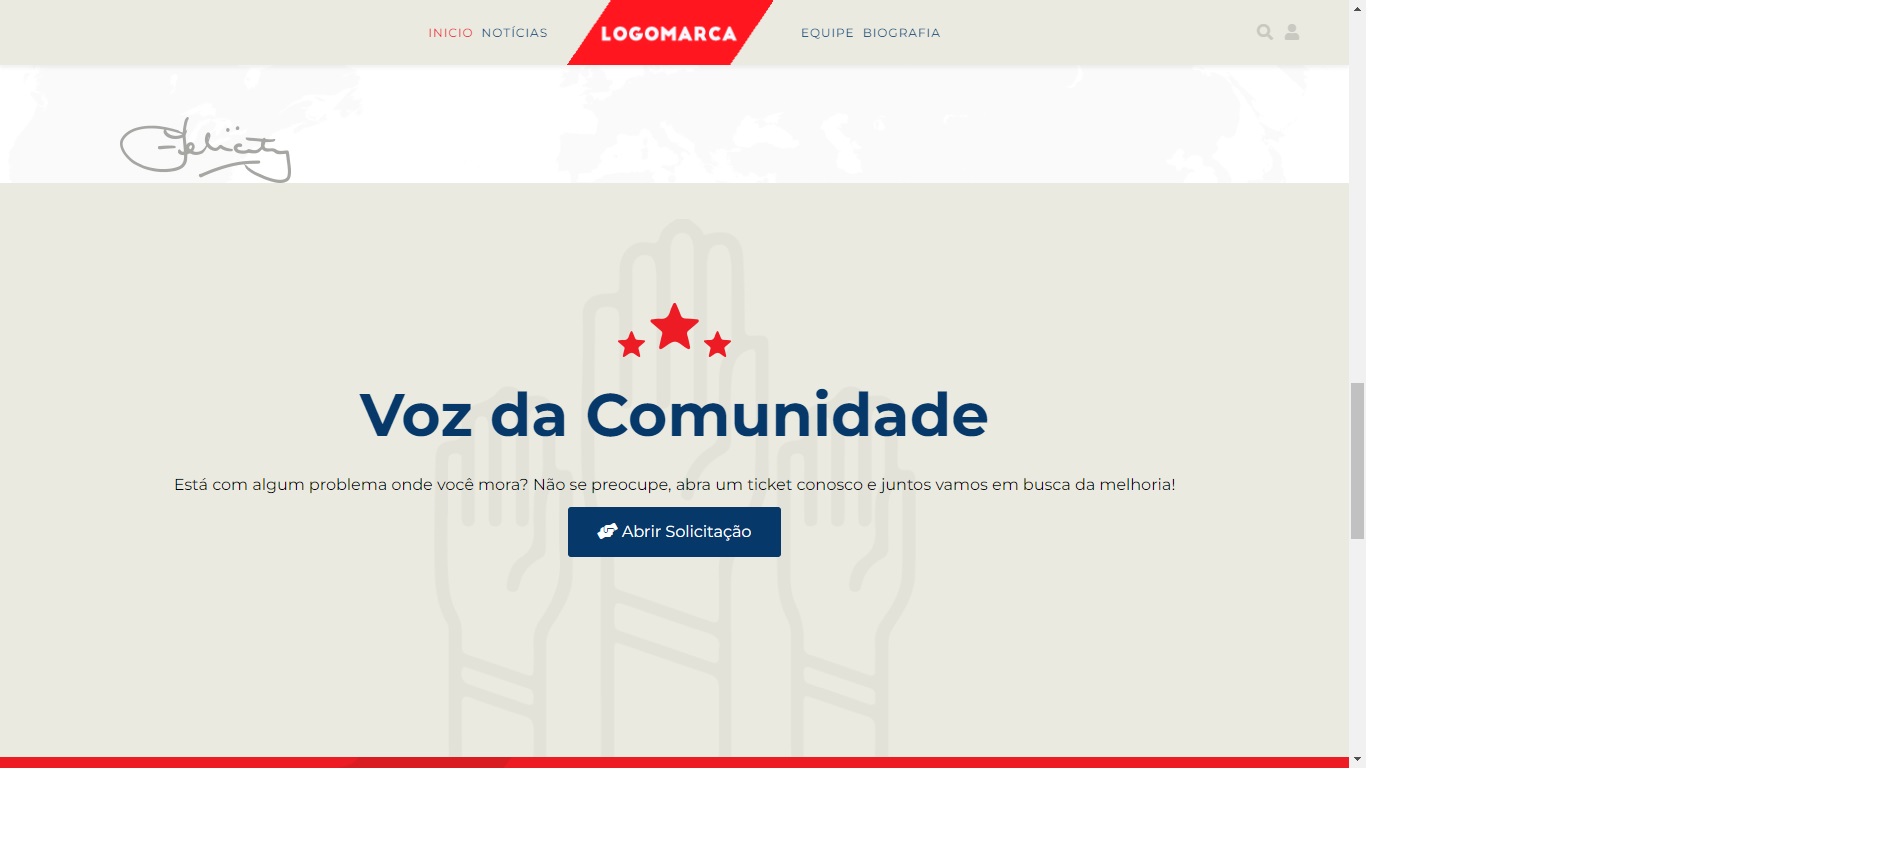 INICIO NOTÍCIAS LOGOMARCA EQUIPE BIOGRAFIA
Felicity
Voz da Comunidade
Está com algum problema onde você mora? Não se preocupe, abra um ticket conosco e juntos vamos em busca da melhoria!
Abrir Solicitação